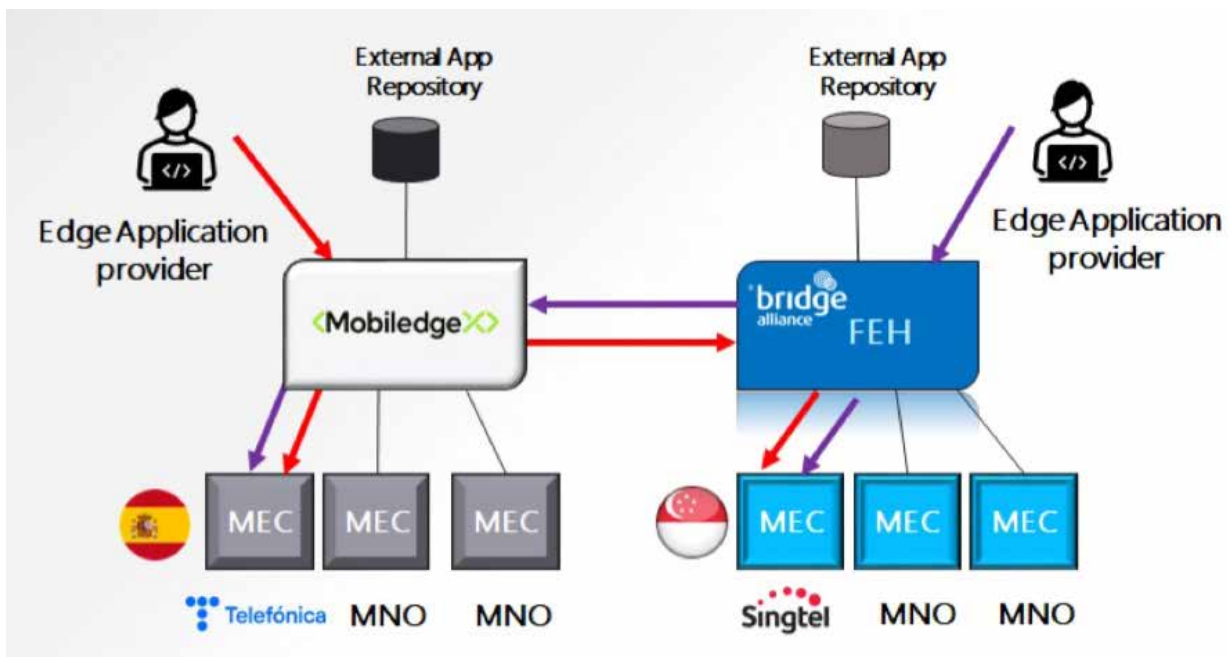 External App
Repository
External App
Repository
</>
</>
Edge Application
provider
Edge Application
provider
<MobiledgeX>
bridge
alliance
FEH
MEC
MEC
MEC
MEC
MEC
MEC
Telefónica
MNO
MNO
Singtel
MNO
MNO